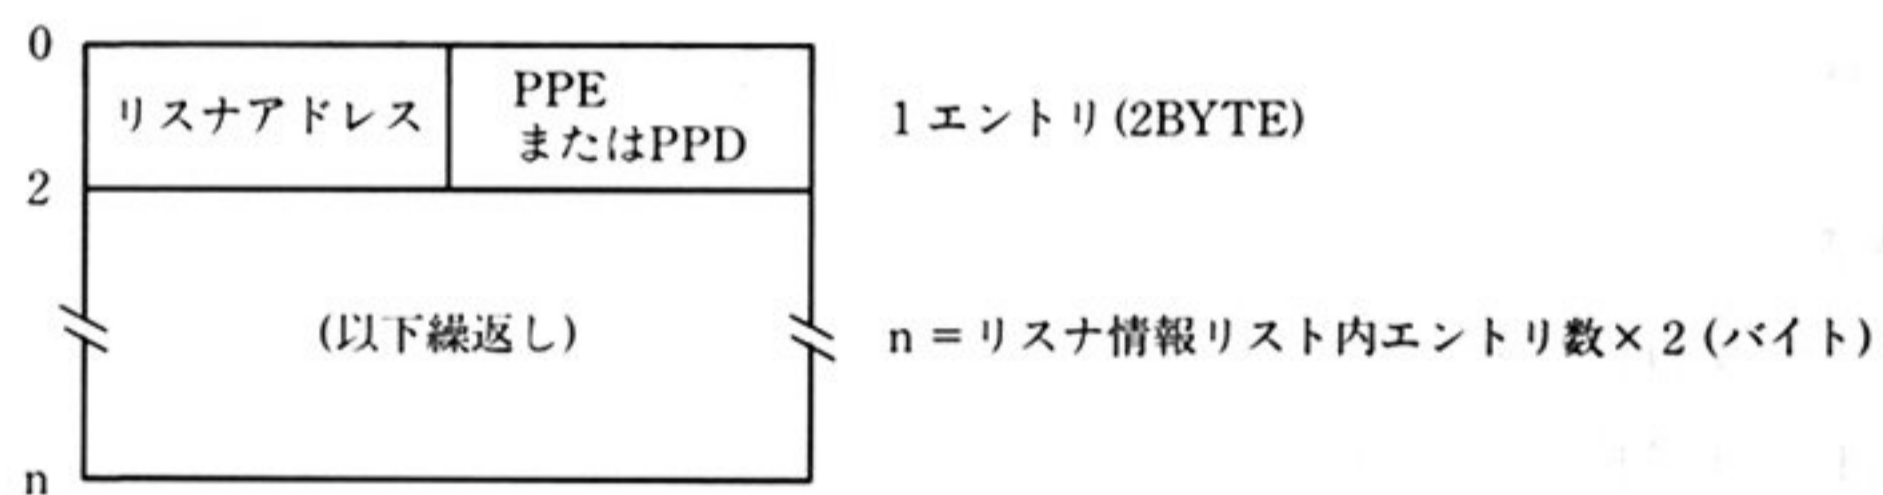 0
リスナアドレス
PPE
またはPPD
1エントリ(2BYTE)
2
(以下繰返し)
n=リスナ情報リスト内エントリ数×2(バイト)
n